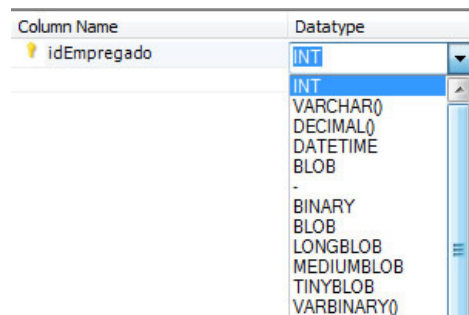 Column Name Datatype
idEmpregado INT
INT
VARCHAR()
DECIMAL()
DATETIME
BLOB
-
BINARY
BLOB
LONGBLOB
MEDIUMBLOB
TINYBLOB
VARBINARY()